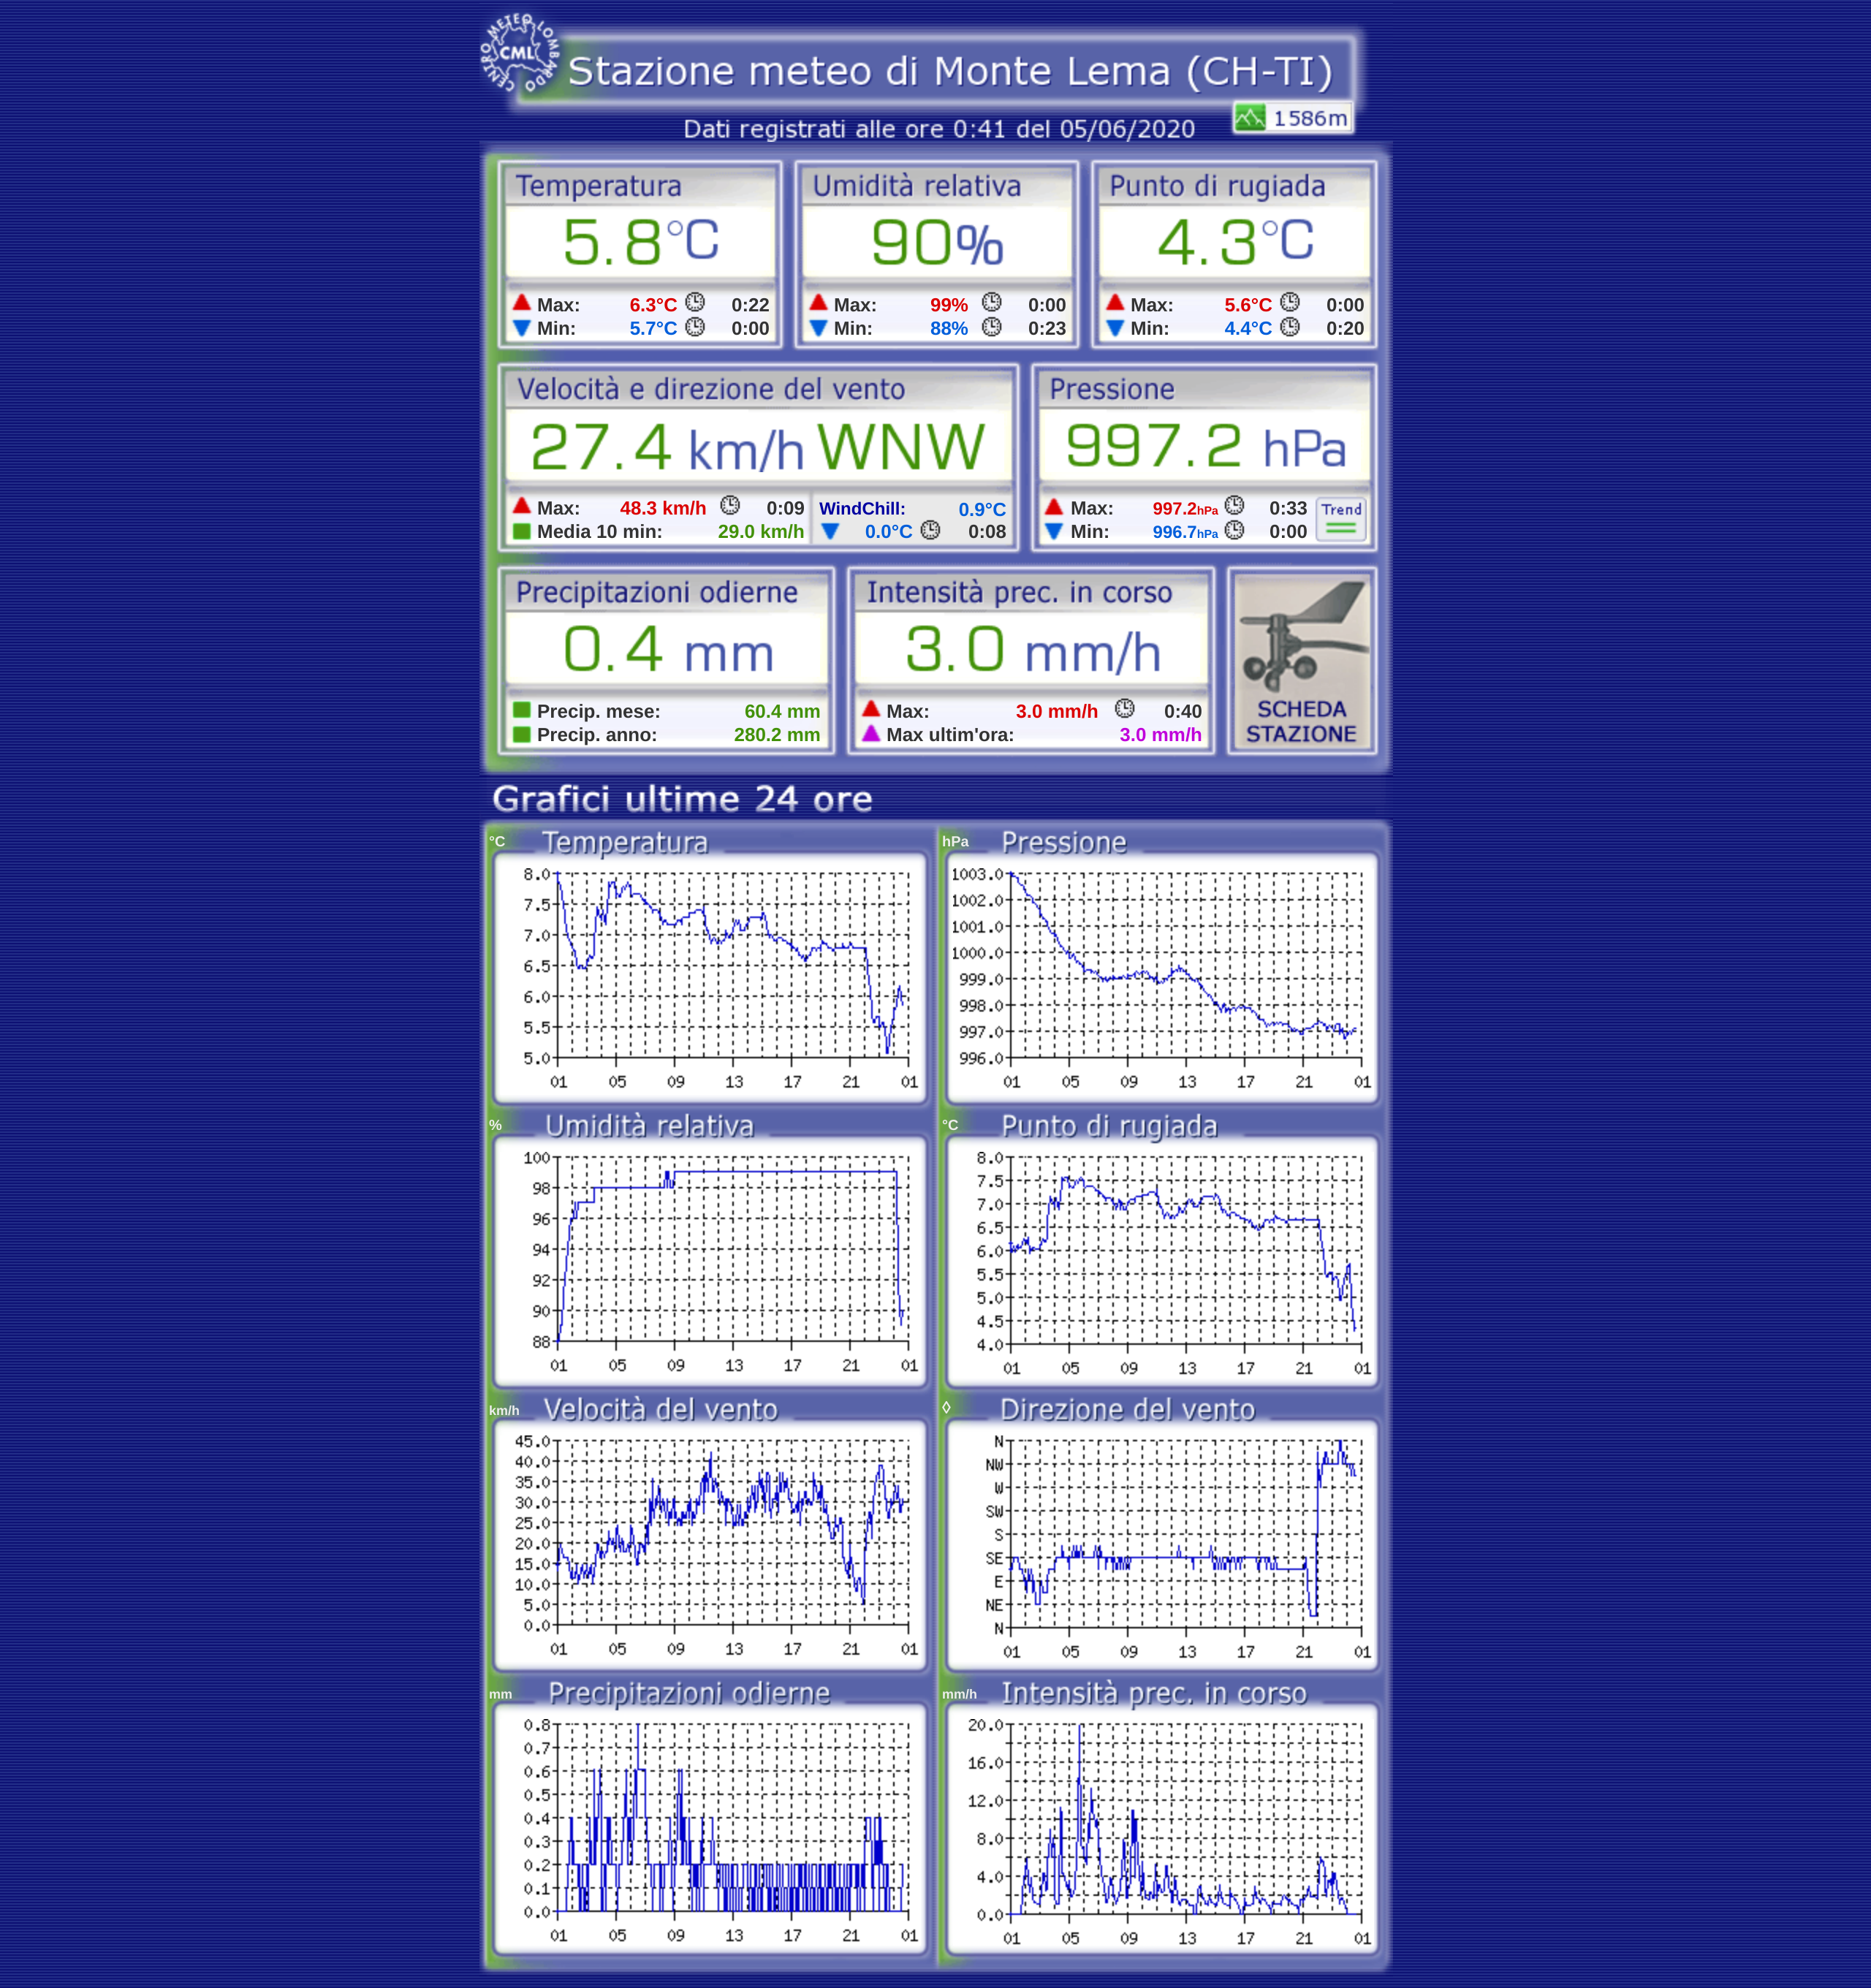 CENTRO METEO LOMBARDO
CML
Stazione meteo di Monte Lema (CH-TI)
1586m
Dati registrati alle ore 0:41 del 05/06/2020
Temperatura
5.8°C
Max: 6.3°C 0:22
Min: 5.7°C 0:00
Umidità relativa
90%
Max: 99% 0:00
Min: 88% 0:23
Punto di rugiada
4.3°C
Max: 5.6°C 0:00
Min: 4.4°C 0:20
Velocità e direzione del vento
27.4 km/h WNW
Max: 48.3 km/h 0:09
Media 10 min: 29.0 km/h
WindChill: 0.9°C
0.0°C 0:08
Pressione
997.2 hPa
Max: 997.2hPa 0:33
Min: 996.7hPa 0:00
Trend
Precipitazioni odierne
0.4 mm
Precip. mese: 60.4 mm
Precip. anno: 280.2 mm
Intensità prec. in corso
3.0 mm/h
Max: 3.0 mm/h 0:40
Max ultim'ora: 3.0 mm/h
SCHEDA
STAZIONE
Grafici ultime 24 ore
°C Temperatura
8.0
7.5
7.0
6.5
6.0
5.5
5.0
01 05 09 13 17 21 01
hPa Pressione
1003.0
1002.0
1001.0
1000.0
999.0
998.0
997.0
996.0
01 05 09 13 17 21 01
% Umidità relativa
100
98
96
94
92
90
88
01 05 09 13 17 21 01
°C Punto di rugiada
8.0
7.5
7.0
6.5
6.0
5.5
5.0
4.5
4.0
01 05 09 13 17 21 01
km/h Velocità del vento
45.0
40.0
35.0
30.0
25.0
20.0
15.0
10.0
5.0
0.0
01 05 09 13 17 21 01
◊ Direzione del vento
N
NW
W
SW
S
SE
E
NE
N
01 05 09 13 17 21 01
mm Precipitazioni odierne
0.8
0.7
0.6
0.5
0.4
0.3
0.2
0.1
0.0
01 05 09 13 17 21 01
mm/h Intensità prec. in corso
20.0
16.0
12.0
8.0
4.0
0.0
01 05 09 13 17 21 01